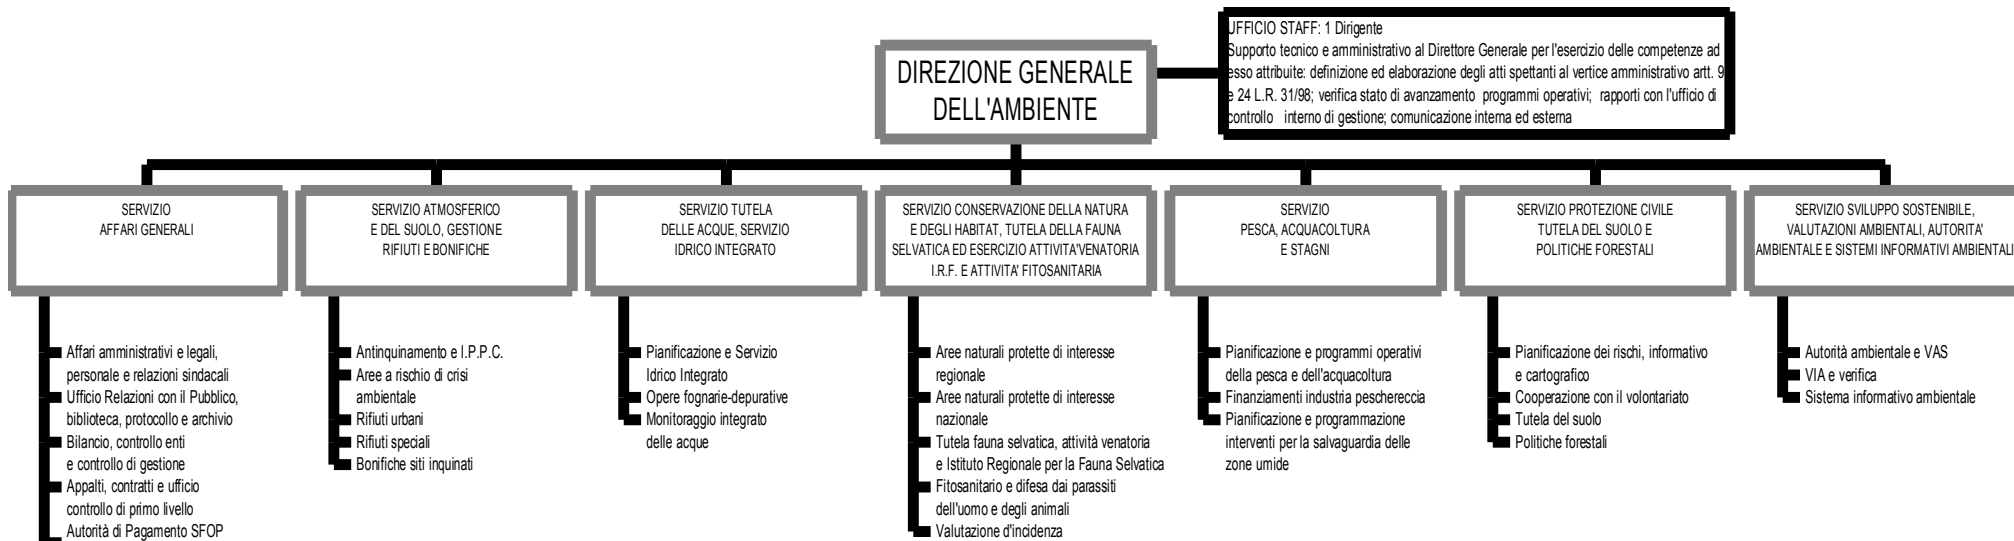 DIREZIONE GENERALE
DELL'AMBIENTE
UFFICIO STAFF: 1 Dirigente
Supporto tecnico e amministrativo al Direttore Generale per l'esercizio delle competenze ad
esso attribuite: definizione ed elaborazione degli atti spettanti al vertice amministrativo artt. 9
e 24 L.R. 31/98; verifica stato di avanzamento programmi operativi; rapporti con l'ufficio di
controllo interno di gestione; comunicazione interna ed esterna
SERVIZIO
AFFARI GENERALI
Affari amministrativi e legali,
personale e relazioni sindacali
Ufficio Relazioni con il Pubblico,
biblioteca, protocollo e archivio
Bilancio, controllo enti
e controllo di gestione
Appalti, contratti e ufficio
controllo di primo livello
Autorità di Pagamento SFOP
SERVIZIO ATMOSFERICO
E DEL SUOLO, GESTIONE
RIFIUTI E BONIFICHE
Antinquinamento e I.P.P.C.
Aree a rischio di crisi
ambientale
Rifiuti urbani
Rifiuti speciali
Bonifiche siti inquinati
SERVIZIO TUTELA
DELLE ACQUE, SERVIZIO
IDRICO INTEGRATO
Pianificazione e Servizio
Idrico Integrato
Opere fognarie-depurative
Monitoraggio integrato
delle acque
SERVIZIO CONSERVAZIONE DELLA NATURA
E DEGLI HABITAT, TUTELA DELLA FAUNA
SELVATICA ED ESERCIZIO ATTIVITA'VENATORIA
I.R.F. E ATTIVITA' FITOSANITARIA
Aree naturali protette di interesse
regionale
Aree naturali protette di interesse
nazionale
Tutela fauna selvatica, attività venatoria
e Istituto Regionale per la Fauna Selvatica
Fitosanitario e difesa dai parassiti
dell'uomo e degli animali
Valutazione d'incidenza
SERVIZIO
PESCA, ACQUACOLTURA
E STAGNI
Pianificazione e programmi operativi
della pesca e dell'acquacoltura
Finanziamenti industria peschereccia
Pianificazione e programmazione
interventi per la salvaguardia delle
zone umide
SERVIZIO PROTEZIONE CIVILE
TUTELA DEL SUOLO E
POLITICHE FORESTALI
Pianificazione dei rischi, informativo
e cartografico
Cooperazione con il volontariato
Tutela del suolo
Politiche forestali
SERVIZIO SVILUPPO SOSTENIBILE,
VALUTAZIONI AMBIENTALI, AUTORITA'
AMBIENTALE E SISTEMI INFORMATIVI AMBIENTALI
Autorità ambientale e VAS
VIA e verifica
Sistema informativo ambientale